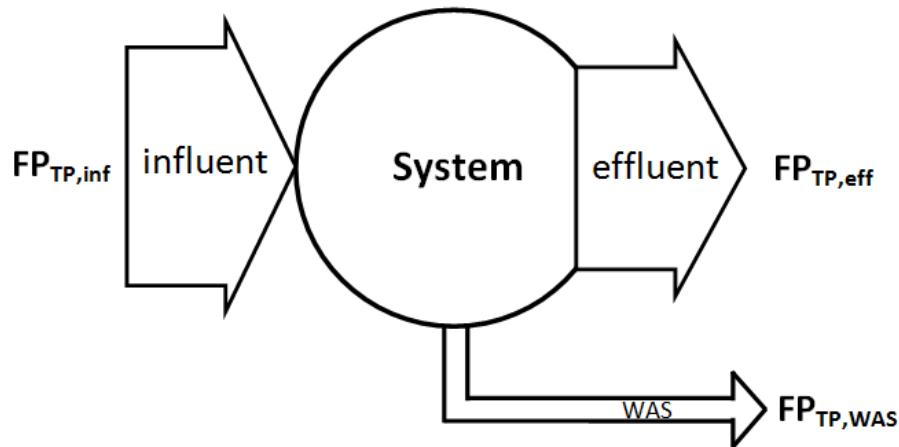 FP_TP,inf influent System effluent FP_TP,eff
WAS FP_TP,WAS